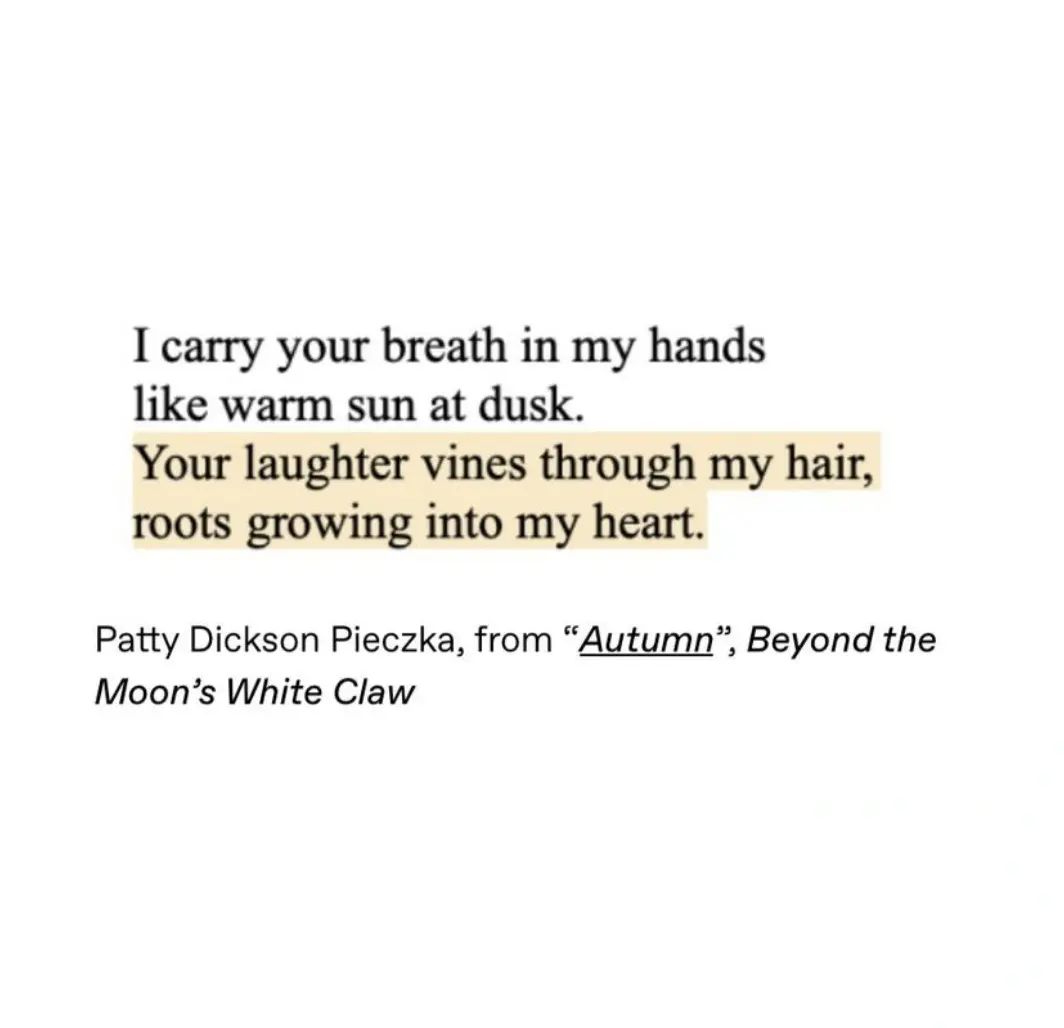 I carry your breath in my hands
like warm sun at dusk.
Your laughter vines through my hair,
roots growing into my heart.
Patty Dickson Pieczka, from “Autumn”, Beyond the
Moon’s White Claw